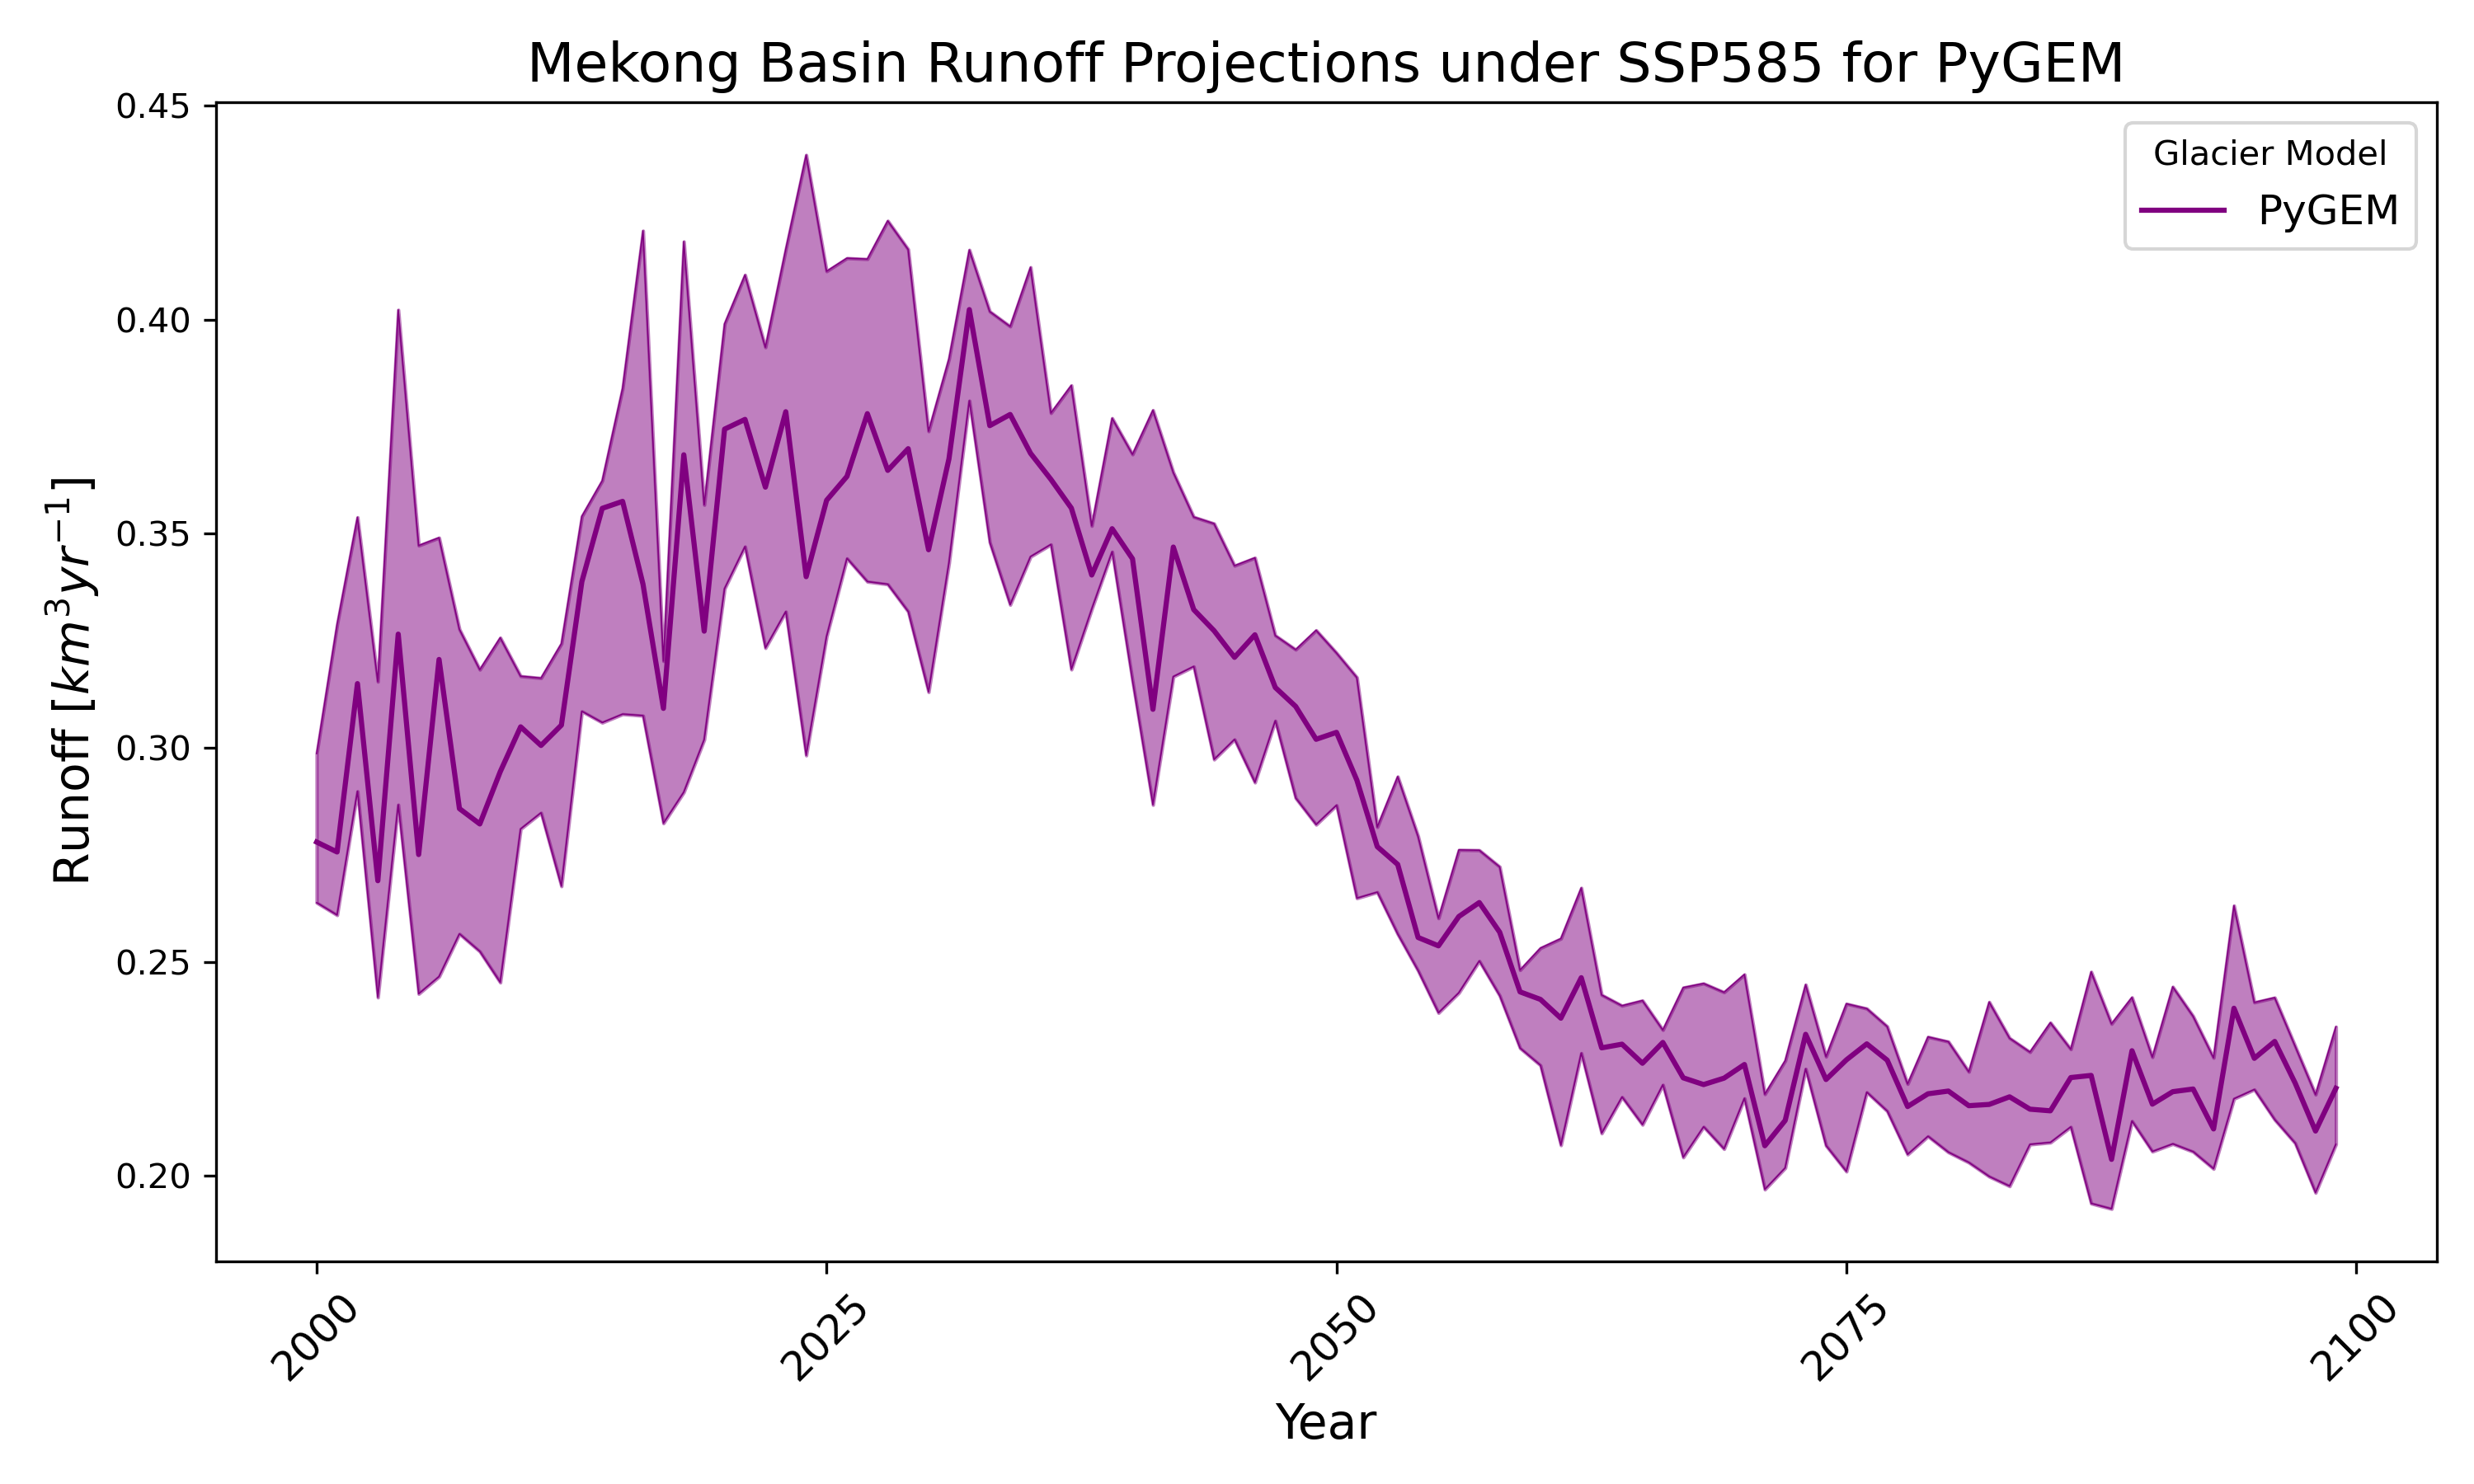 Mekong Basin Runoff Projections under SSP585 for PyGEM
0.45
0.40
0.35
0.30
0.25
0.20
Runoff [km³yr⁻¹]
Glacier Model
PyGEM
2000
2025
2050
2075
2100
Year